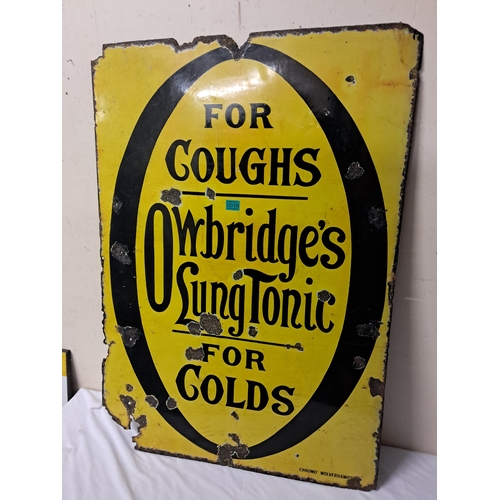 FOR
COUGHS
Owbridge's
Lung Tonic
FOR
COLDS